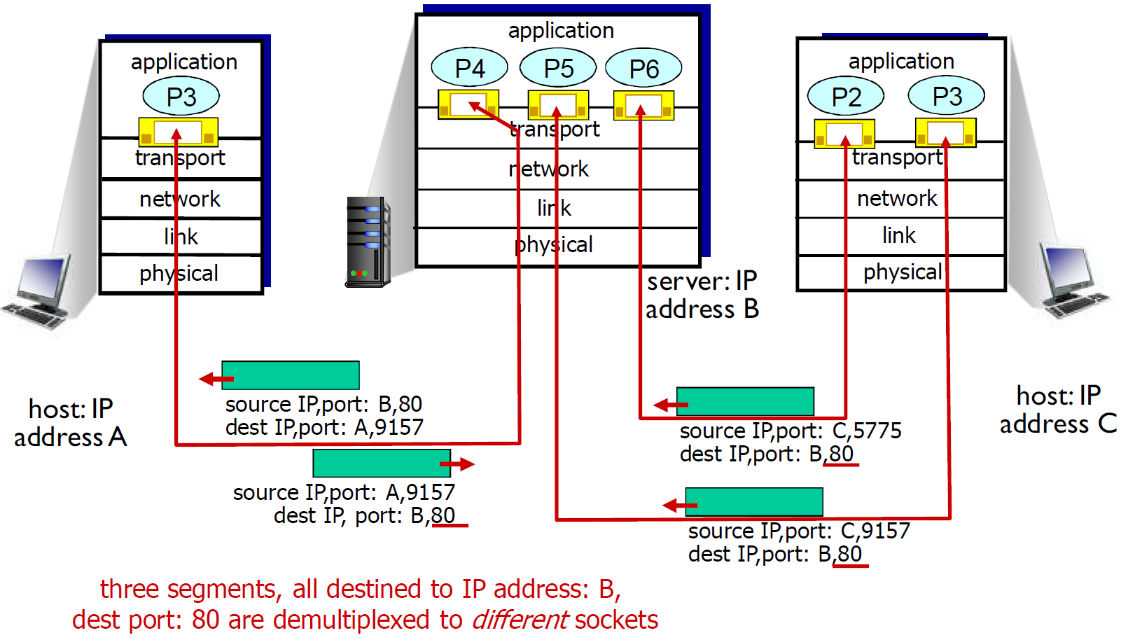 application
P3
transport
network
link
physical
host: IP
address A
application
P4 P5 P6
transport
network
link
physical
server: IP
address B
application
P2 P3
transport
network
link
physical
host: IP
address C
source IP,port: B,80
dest IP,port: A,9157
source IP,port: A,9157
dest IP, port: B,80
source IP,port: C,5775
dest IP,port: B,80
source IP,port: C,9157
dest IP,port: B,80
three segments, all destined to IP address: B,
dest port: 80 are demultiplexed to different sockets